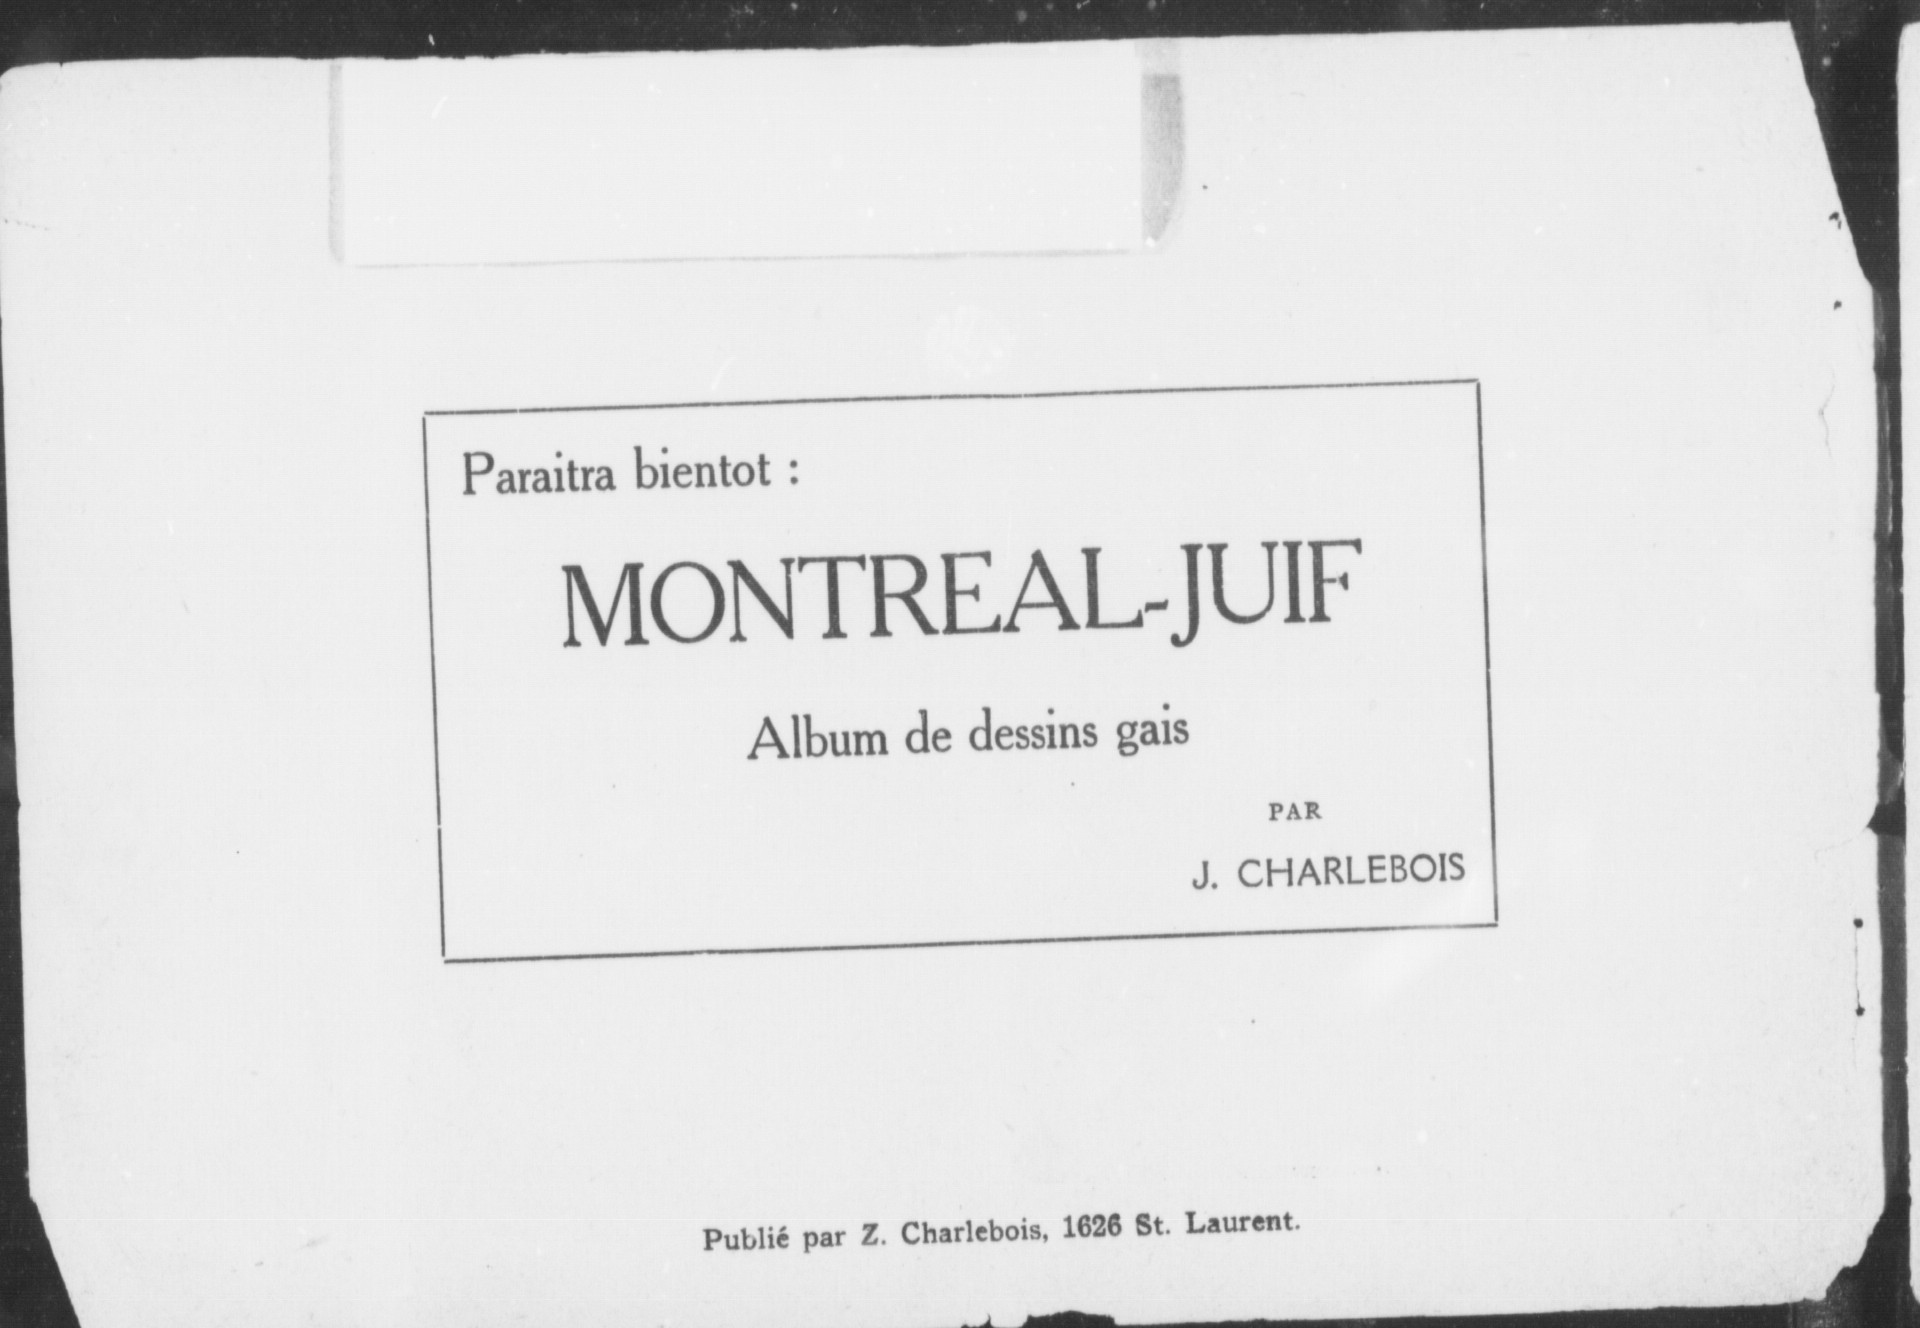 Paraitra bientot :
MONTREAL-JUIF
Album de dessins gais
PAR
J. CHARLEBOIS
Publié par Z. Charlebois, 1626 St. Laurent.